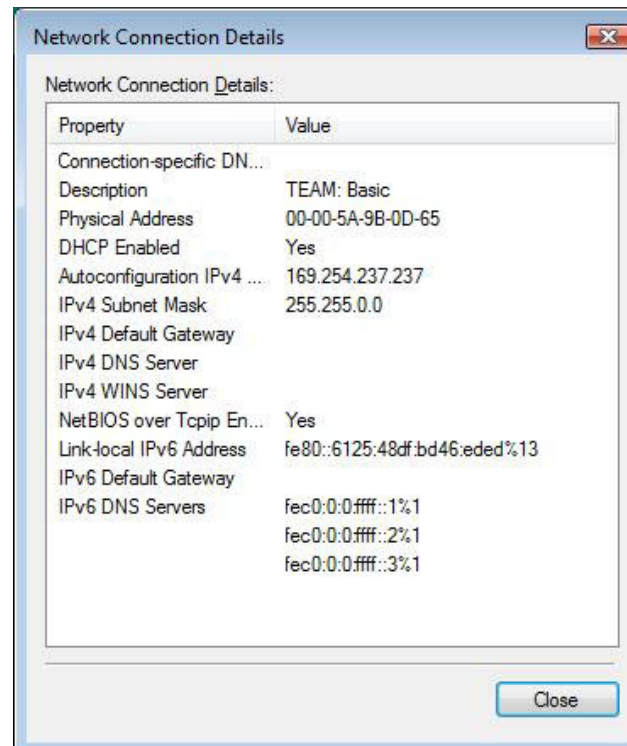 Network Connection Details
Network Connection Details:
Property Value
Connection-specific DN...
Description TEAM: Basic
Physical Address 00-00-5A-9B-0D-65
DHCP Enabled Yes
Autoconfiguration IPv4 ... 169.254.237.237
IPv4 Subnet Mask 255.255.0.0
IPv4 Default Gateway
IPv4 DNS Server
IPv4 WINS Server
NetBIOS over Tcpip En... Yes
Link-local IPv6 Address fe80::6125:48df:bd46:eded%13
IPv6 Default Gateway
IPv6 DNS Servers fec0:0:0:ffff::1%1
fec0:0:0:ffff::2%1
fec0:0:0:ffff::3%1
Close